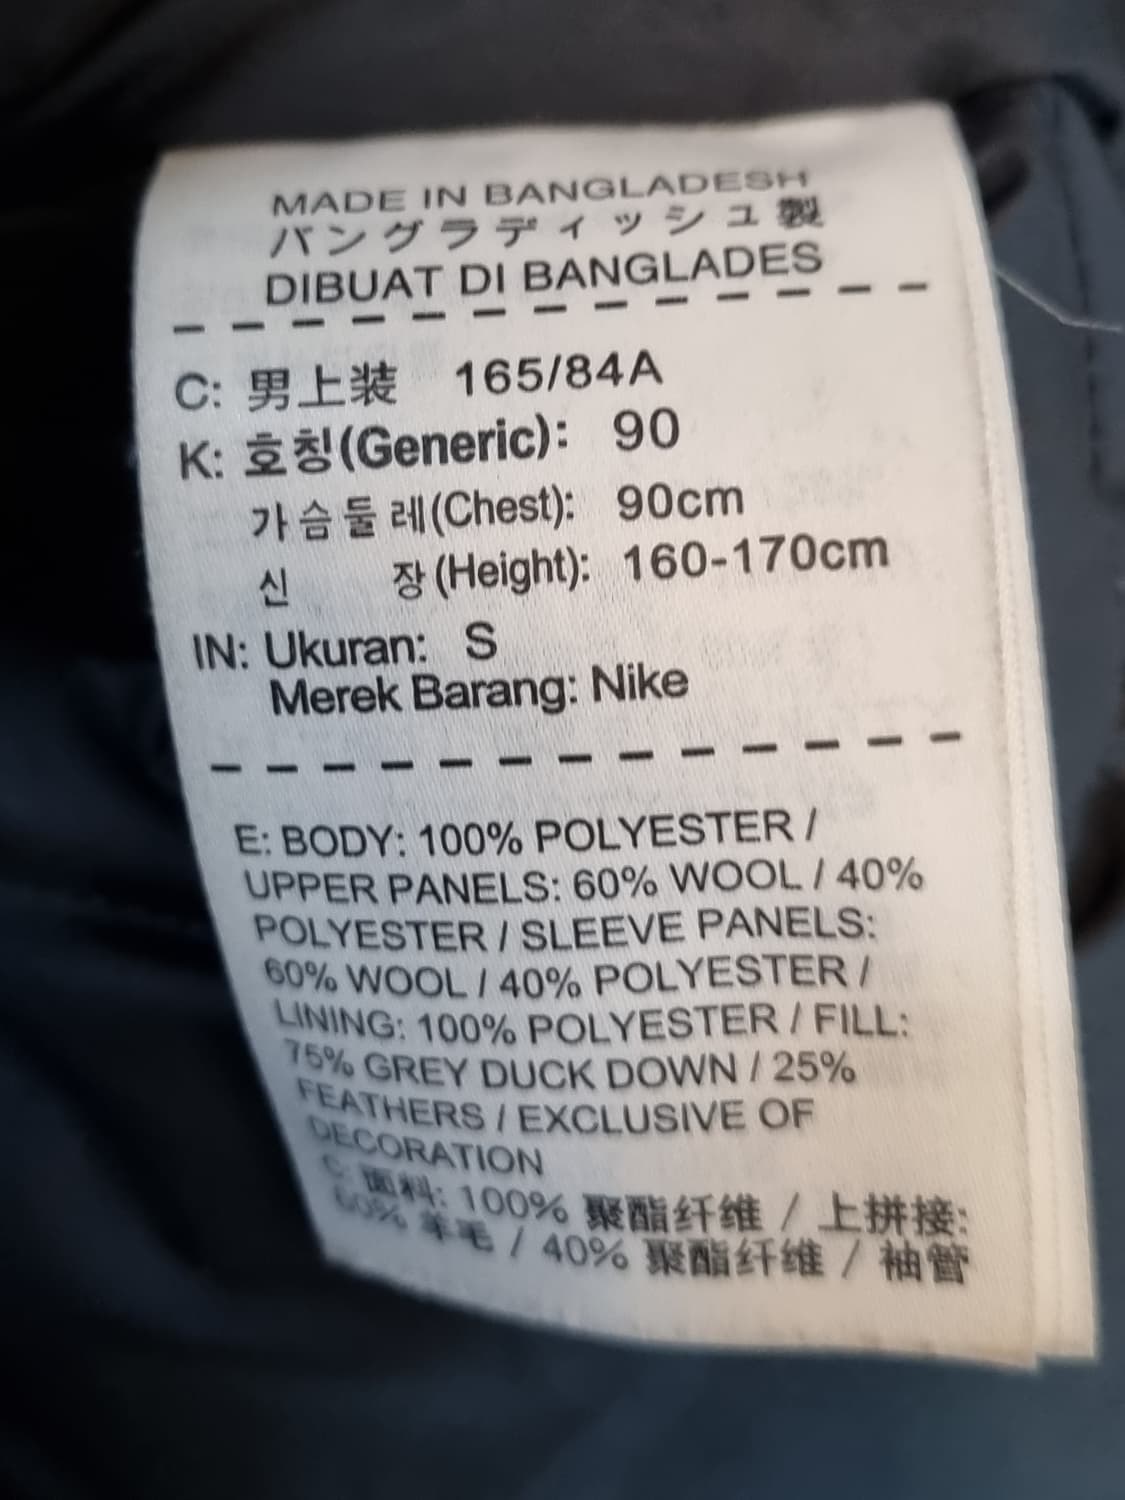 MADE IN BANGLADESH
バングラディッシュ製
DIBUAT DI BANGLADES
C: 男上装 165/84A
K: 호칭(Generic): 90
가슴둘레(Chest): 90cm
신 장(Height): 160-170cm
IN: Ukuran: S
Merek Barang: Nike
E: BODY: 100% POLYESTER /
UPPER PANELS: 60% WOOL / 40%
POLYESTER / SLEEVE PANELS:
60% WOOL / 40% POLYESTER /
LINING: 100% POLYESTER / FILL:
75% GREY DUCK DOWN / 25%
FEATHERS / EXCLUSIVE OF
DECORATION
C: 面料: 100% 聚酯纤维 / 上拼接:
60% 羊毛 / 40% 聚酯纤维 / 袖管